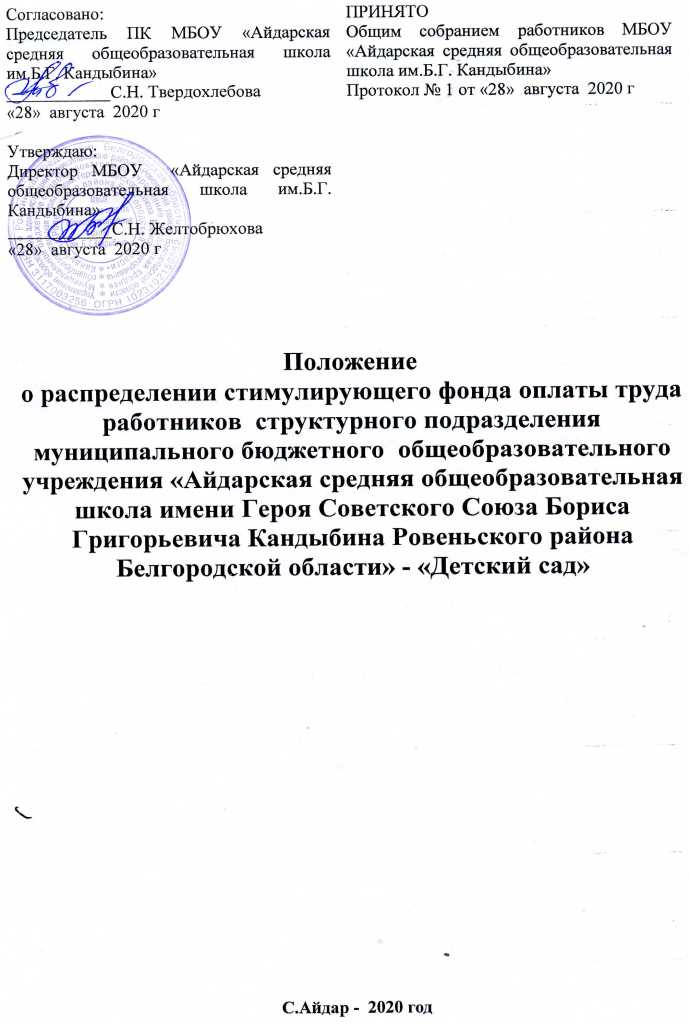 Согласовано:
Председатель ПК МБОУ «Айдарская
средняя общеобразовательная школа
им.Б.Г. Кандыбина»
____________С.Н. Твердохлебова
«28» августа 2020 г
ПРИНЯТО
Общим собранием работников МБОУ
«Айдарская средняя общеобразовательная
школа им.Б.Г. Кандыбина»
Протокол № 1 от «28» августа 2020 г
Утверждаю:
Директор МБОУ «Айдарская средняя
общеобразовательная школа им.Б.Г.
Кандыбина»
____________С.Н. Желтобрюхова
«28» августа 2020 г
Положение
о распределении стимулирующего фонда оплаты труда
работников структурного подразделения
муниципального бюджетного общеобразовательного
учреждения «Айдарская средняя общеобразовательная
школа имени Героя Советского Союза Бориса
Григорьевича Кандыбина Ровеньского района
Белгородской области» - «Детский сад»
С.Айдар - 2020 год